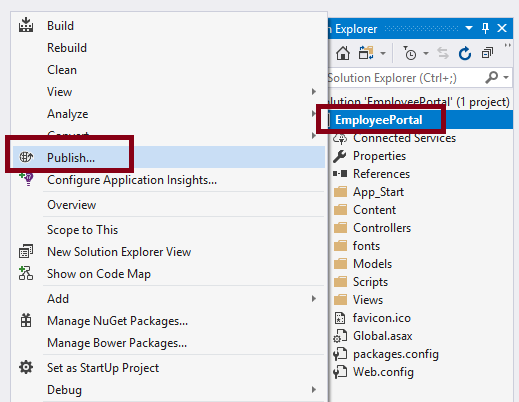 Build
Rebuild
Clean
View
Analyze
Convert
Publish...
Configure Application Insights...
Overview
Scope to This
New Solution Explorer View
Show on Code Map
Add
Manage NuGet Packages...
Manage Bower Packages...
Set as StartUp Project
Debug
n Explorer
Solution Explorer (Ctrl+;)
lution 'EmployeePortal' (1 project)
EmployeePortal
Connected Services
Properties
References
App_Start
Content
Controllers
fonts
Models
Scripts
Views
favicon.ico
Global.asax
packages.config
Web.config